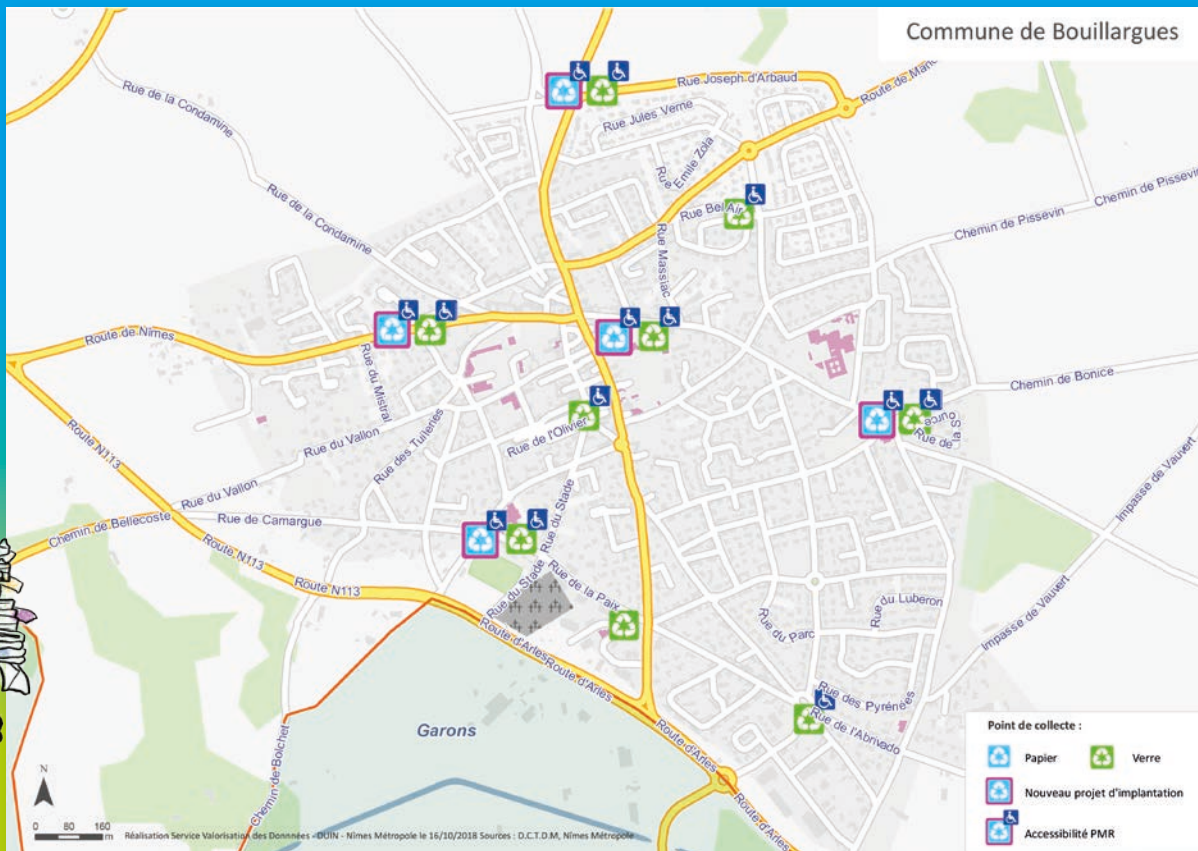 Commune de Bouillargues
Rue Joseph d'Arbaud
Rue de la Condamine
Rue Jules Verne
Rue Emile Zola
Rue de la Condamine
Rue Bel Air
Chemin de Pissevin
Chemin de Pissevin
Rue Massiac
Route de Nîmes
Rue du Mistral
Chemin de Bonice
Rue de l'Olivier
Rue du Vallon
Rue des Tuileries
Route N113
Rue du Vallon
Rue du Stade
Impasse de Vauvert
Rue de Camargue
Chemin de Bellecoste
Route N113
Route N113
Rue du Stade
Rue de la Paix
Rue du Luberon
Rue du Parc
Impasse de Vauvert
Route d'Arles
Route d'Arles
Rue des Pyrénées
Rue de l'Abrivado
Garons
Route d'Arles
Chemin de Bolchet
Route d'Arles
Point de collecte :
Papier
Verre
Nouveau projet d'implantation
Accessibilité PMR
N
0 80 160
m
Réalisation Service Valorisation des Donnnées - DUIN - Nîmes Métropole le 16/10/2018 Sources : D.C.T.D.M, Nîmes Métropole